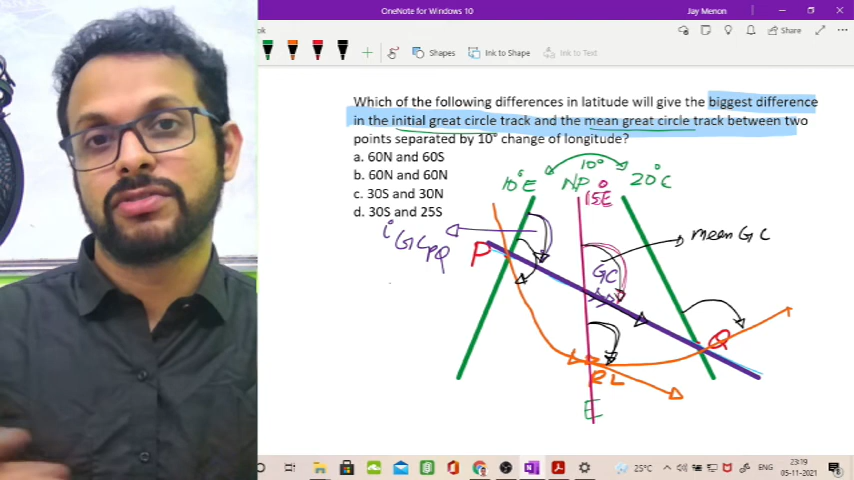 OneNote for Windows 10
Jay Menon
Share
Shapes
Ink to Shape
Ink to Text
Which of the following differences in latitude will give the biggest difference
in the initial great circle track and the mean great circle track between two
points separated by 10° change of longitude?
a. 60N and 60S
b. 60N and 60N
c. 30S and 30N
d. 30S and 25S
10°
10°E
NP
15°E
20°E
iGCPQ
P
mean GC
GC
Q
RL
E
25°C
ENG
23:19
05-11-2021